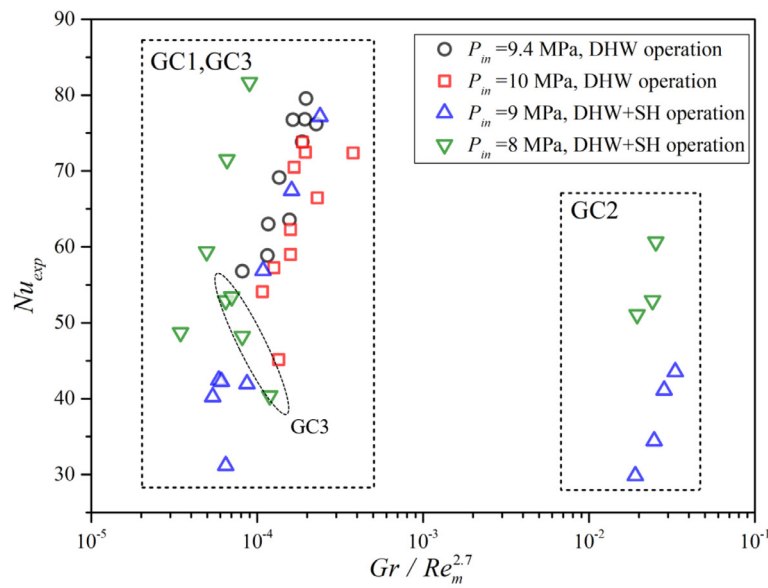 90
80
70
60
50
40
30
Nu_exp
GC1,GC3
P_in =9.4 MPa, DHW operation
P_in =10 MPa, DHW operation
P_in =9 MPa, DHW+SH operation
P_in =8 MPa, DHW+SH operation
GC2
GC3
10^-5
10^-4
10^-3
10^-2
10^-1
Gr / Re_m^2.7